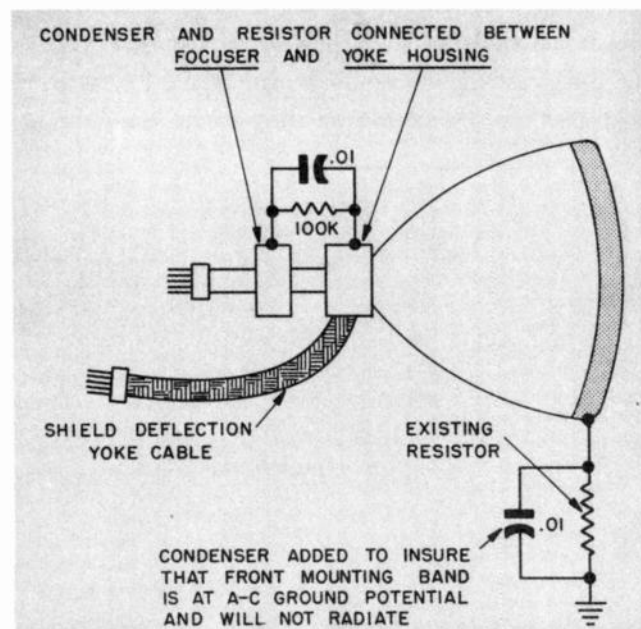 CONDENSER AND RESISTOR CONNECTED BETWEEN
FOCUSER AND YOKE HOUSING
.01
100K
SHIELD DEFLECTION
YOKE CABLE
EXISTING
RESISTOR
.01
CONDENSER ADDED TO INSURE
THAT FRONT MOUNTING BAND
IS AT A-C GROUND POTENTIAL
AND WILL NOT RADIATE